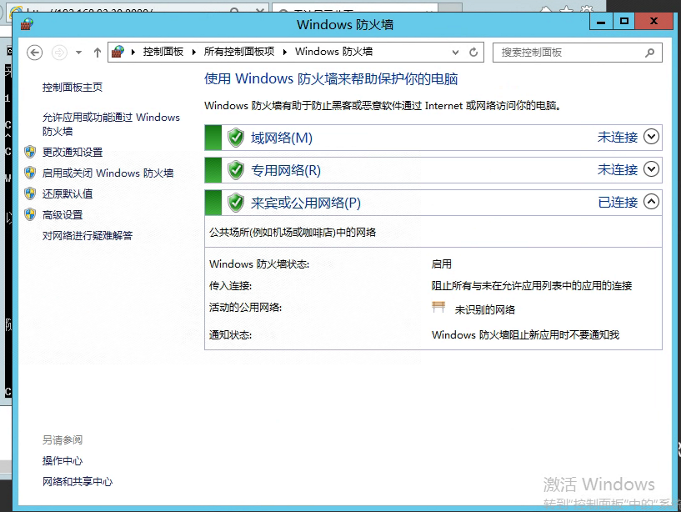 Windows 防火墙
控制面板 所有控制面板项 Windows 防火墙
搜索控制面板
控制面板主页
允许应用或功能通过 Windows
防火墙
更改通知设置
启用或关闭 Windows 防火墙
还原默认值
高级设置
对网络进行疑难解答
使用 Windows 防火墙来帮助保护你的电脑
Windows 防火墙有助于防止黑客或恶意软件通过 Internet 或网络访问你的电脑。
域网络(M) 未连接
专用网络(R) 未连接
来宾或公用网络(P) 已连接
公共场所(例如机场或咖啡店)中的网络
Windows 防火墙状态: 启用
传入连接: 阻止所有与未在允许应用列表中的应用的连接
活动的公用网络: 未识别的网络
通知状态: Windows 防火墙阻止新应用时不要通知我
另请参阅
操作中心
网络和共享中心
激活 Windows
转到"控制面板"中的"系统